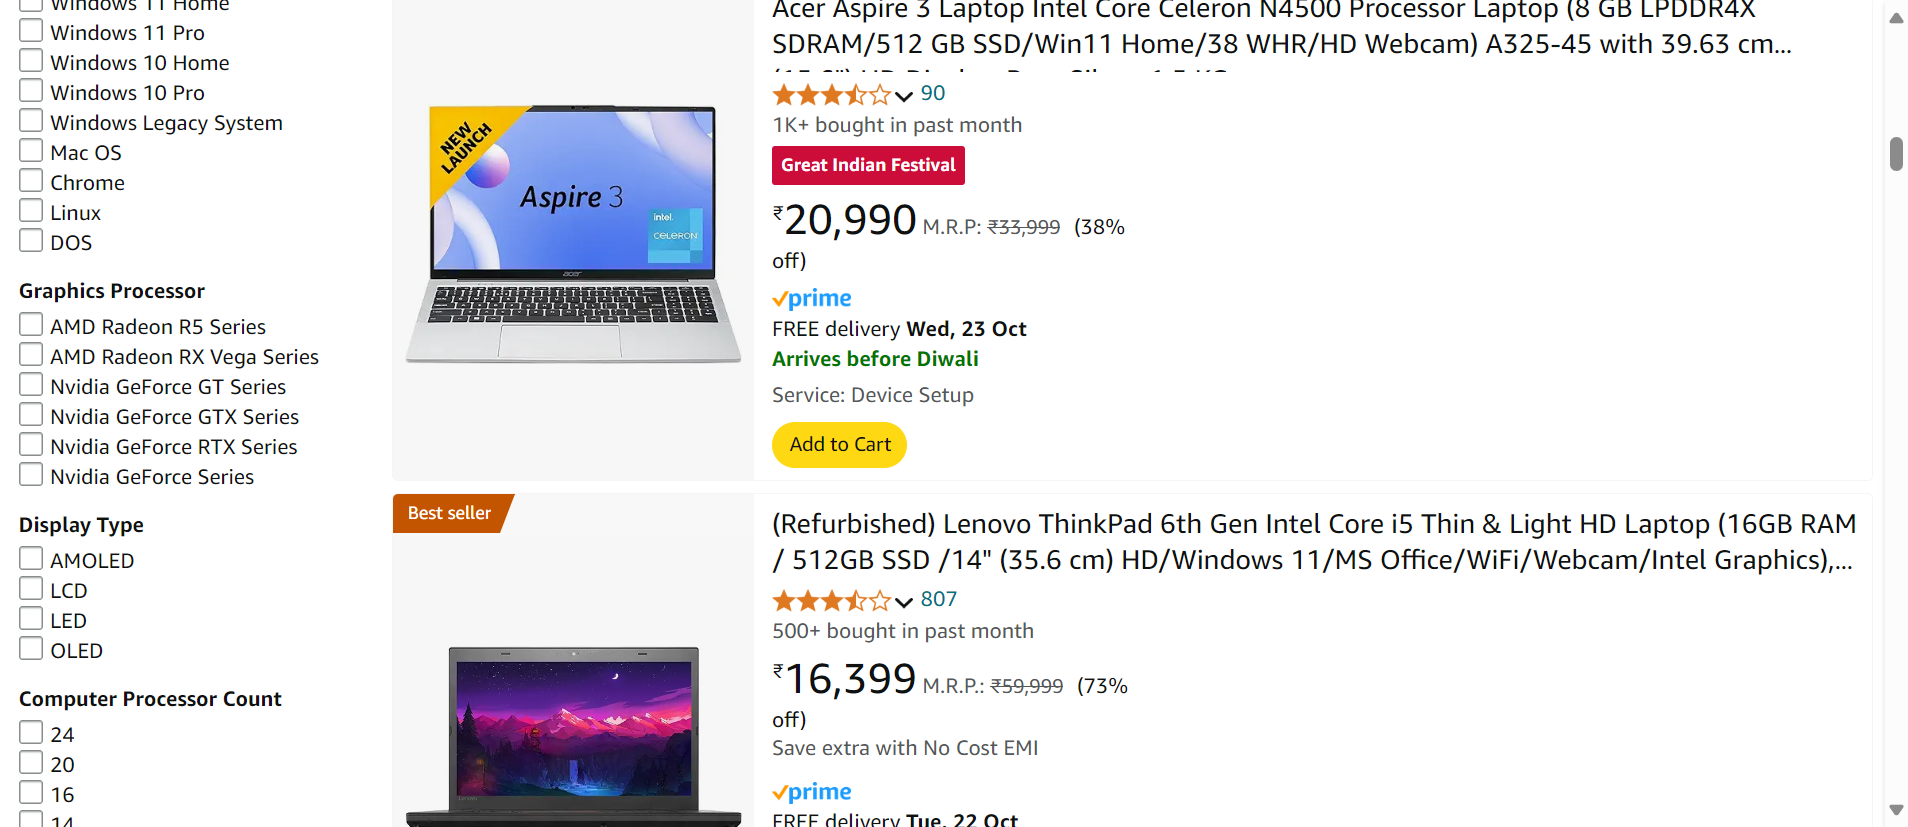 Windows 11 Home
Windows 11 Pro
Windows 10 Home
Windows 10 Pro
Windows Legacy System
Mac OS
Chrome
Linux
DOS
Graphics Processor
AMD Radeon R5 Series
AMD Radeon RX Vega Series
Nvidia GeForce GT Series
Nvidia GeForce GTX Series
Nvidia GeForce RTX Series
Nvidia GeForce Series
Display Type
AMOLED
LCD
LED
OLED
Computer Processor Count
24
20
16
14
NEW
LAUNCH
Aspire 3
intel.
CELERON
acer
Acer Aspire 3 Laptop Intel Core Celeron N4500 Processor Laptop (8 GB LPDDR4X
SDRAM/512 GB SSD/Win11 Home/38 WHR/HD Webcam) A325-45 with 39.63 cm...
90
1K+ bought in past month
Great Indian Festival
₹20,990 M.R.P: ₹33,999 (38%
off)
prime
FREE delivery Wed, 23 Oct
Arrives before Diwali
Service: Device Setup
Add to Cart
Best seller
(Refurbished) Lenovo ThinkPad 6th Gen Intel Core i5 Thin & Light HD Laptop (16GB RAM
/ 512GB SSD /14" (35.6 cm) HD/Windows 11/MS Office/WiFi/Webcam/Intel Graphics),...
807
500+ bought in past month
₹16,399 M.R.P.: ₹59,999 (73%
off)
Save extra with No Cost EMI
prime
FREE delivery Tue, 22 Oct